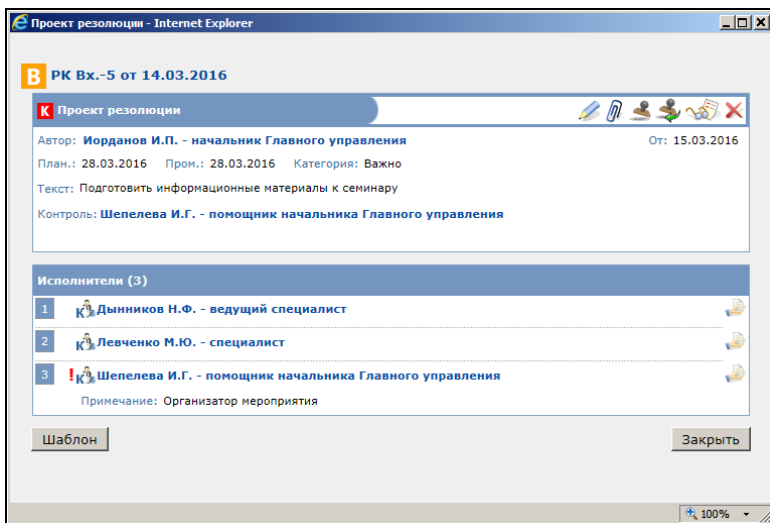 Проект резолюции - Internet Explorer
В РК Вх.-5 от 14.03.2016
К Проект резолюции
Автор: Иорданов И.П. - начальник Главного управления От: 15.03.2016
План.: 28.03.2016 Пром.: 28.03.2016 Категория: Важно
Текст: Подготовить информационные материалы к семинару
Контроль: Шепелева И.Г. - помощник начальника Главного управления
Исполнители (3)
1 К Дынников Н.Ф. - ведущий специалист
2 К Левченко М.Ю. - специалист
3 ! К Шепелева И.Г. - помощник начальника Главного управления
Примечание: Организатор мероприятия
Шаблон Закрыть
100%